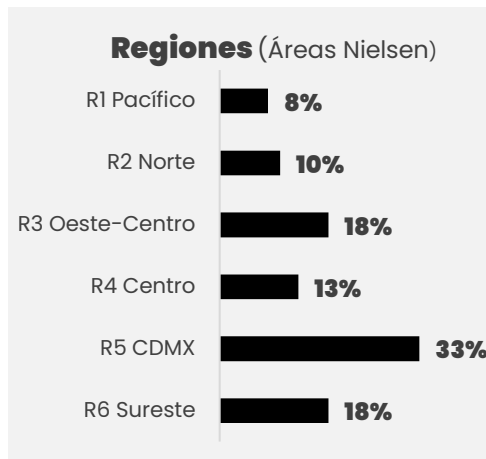 Regiones (Áreas Nielsen)
R1 Pacífico 8%
R2 Norte 10%
R3 Oeste-Centro 18%
R4 Centro 13%
R5 CDMX 33%
R6 Sureste 18%